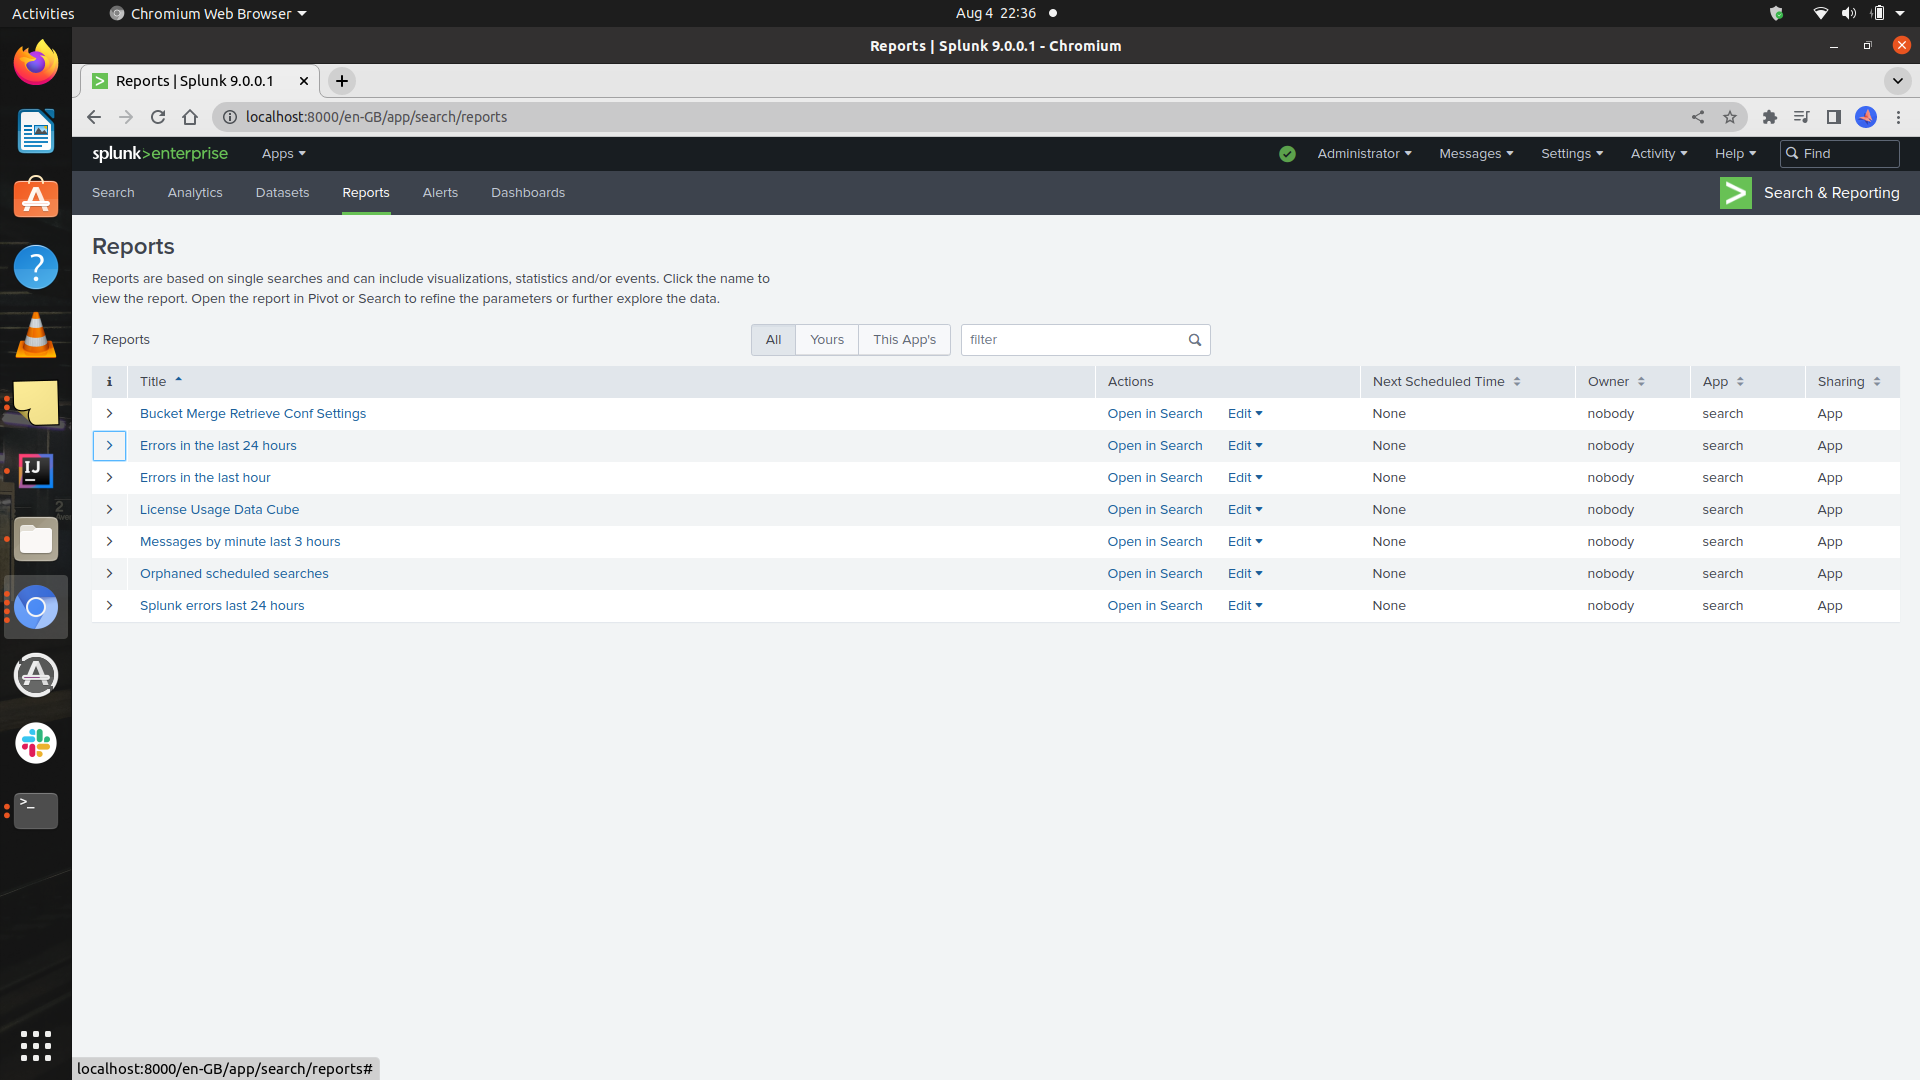 Activities Chromium Web Browser Aug 4 22:36
Reports | Splunk 9.0.0.1 - Chromium
Reports | Splunk 9.0.0.1
localhost:8000/en-GB/app/search/reports
splunk>enterprise Apps Administrator Messages Settings Activity Help Find
Search Analytics Datasets Reports Alerts Dashboards Search & Reporting
Reports
Reports are based on single searches and can include visualizations, statistics and/or events. Click the name to
view the report. Open the report in Pivot or Search to refine the parameters or further explore the data.
7 Reports All Yours This App's filter
i Title Actions Next Scheduled Time Owner App Sharing
Bucket Merge Retrieve Conf Settings Open in Search Edit None nobody search App
Errors in the last 24 hours Open in Search Edit None nobody search App
Errors in the last hour Open in Search Edit None nobody search App
License Usage Data Cube Open in Search Edit None nobody search App
Messages by minute last 3 hours Open in Search Edit None nobody search App
Orphaned scheduled searches Open in Search Edit None nobody search App
Splunk errors last 24 hours Open in Search Edit None nobody search App
localhost:8000/en-GB/app/search/reports#